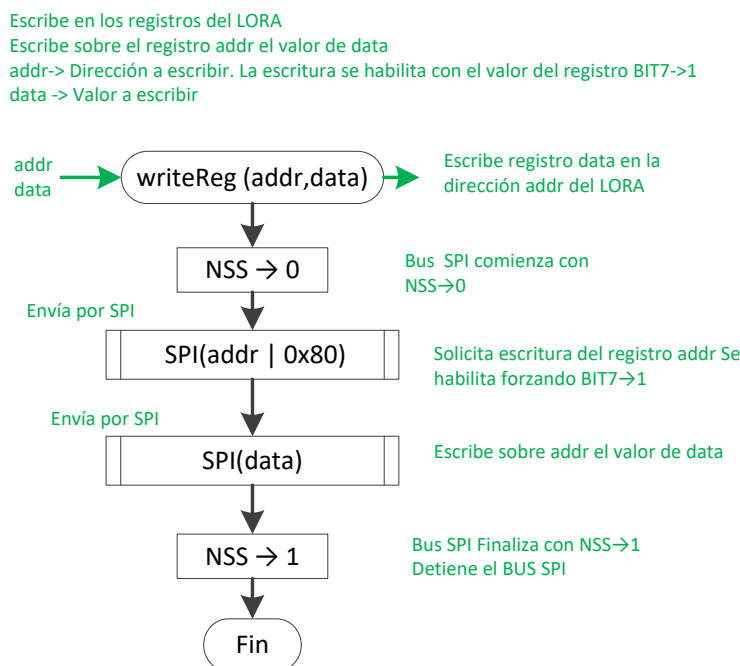 Escribe en los registros del LORA
Escribe sobre el registro addr el valor de data
addr-> Dirección a escribir. La escritura se habilita con el valor del registro BIT7->1
data -> Valor a escribir
addr
data
writeReg (addr,data)
Escribe registro data en la
dirección addr del LORA
NSS → 0
Bus SPI comienza con
NSS→0
Envía por SPI
SPI(addr | 0x80)
Solicita escritura del registro addr Se
habilita forzando BIT7→1
Envía por SPI
SPI(data)
Escribe sobre addr el valor de data
NSS → 1
Bus SPI Finaliza con NSS→1
Detiene el BUS SPI
Fin